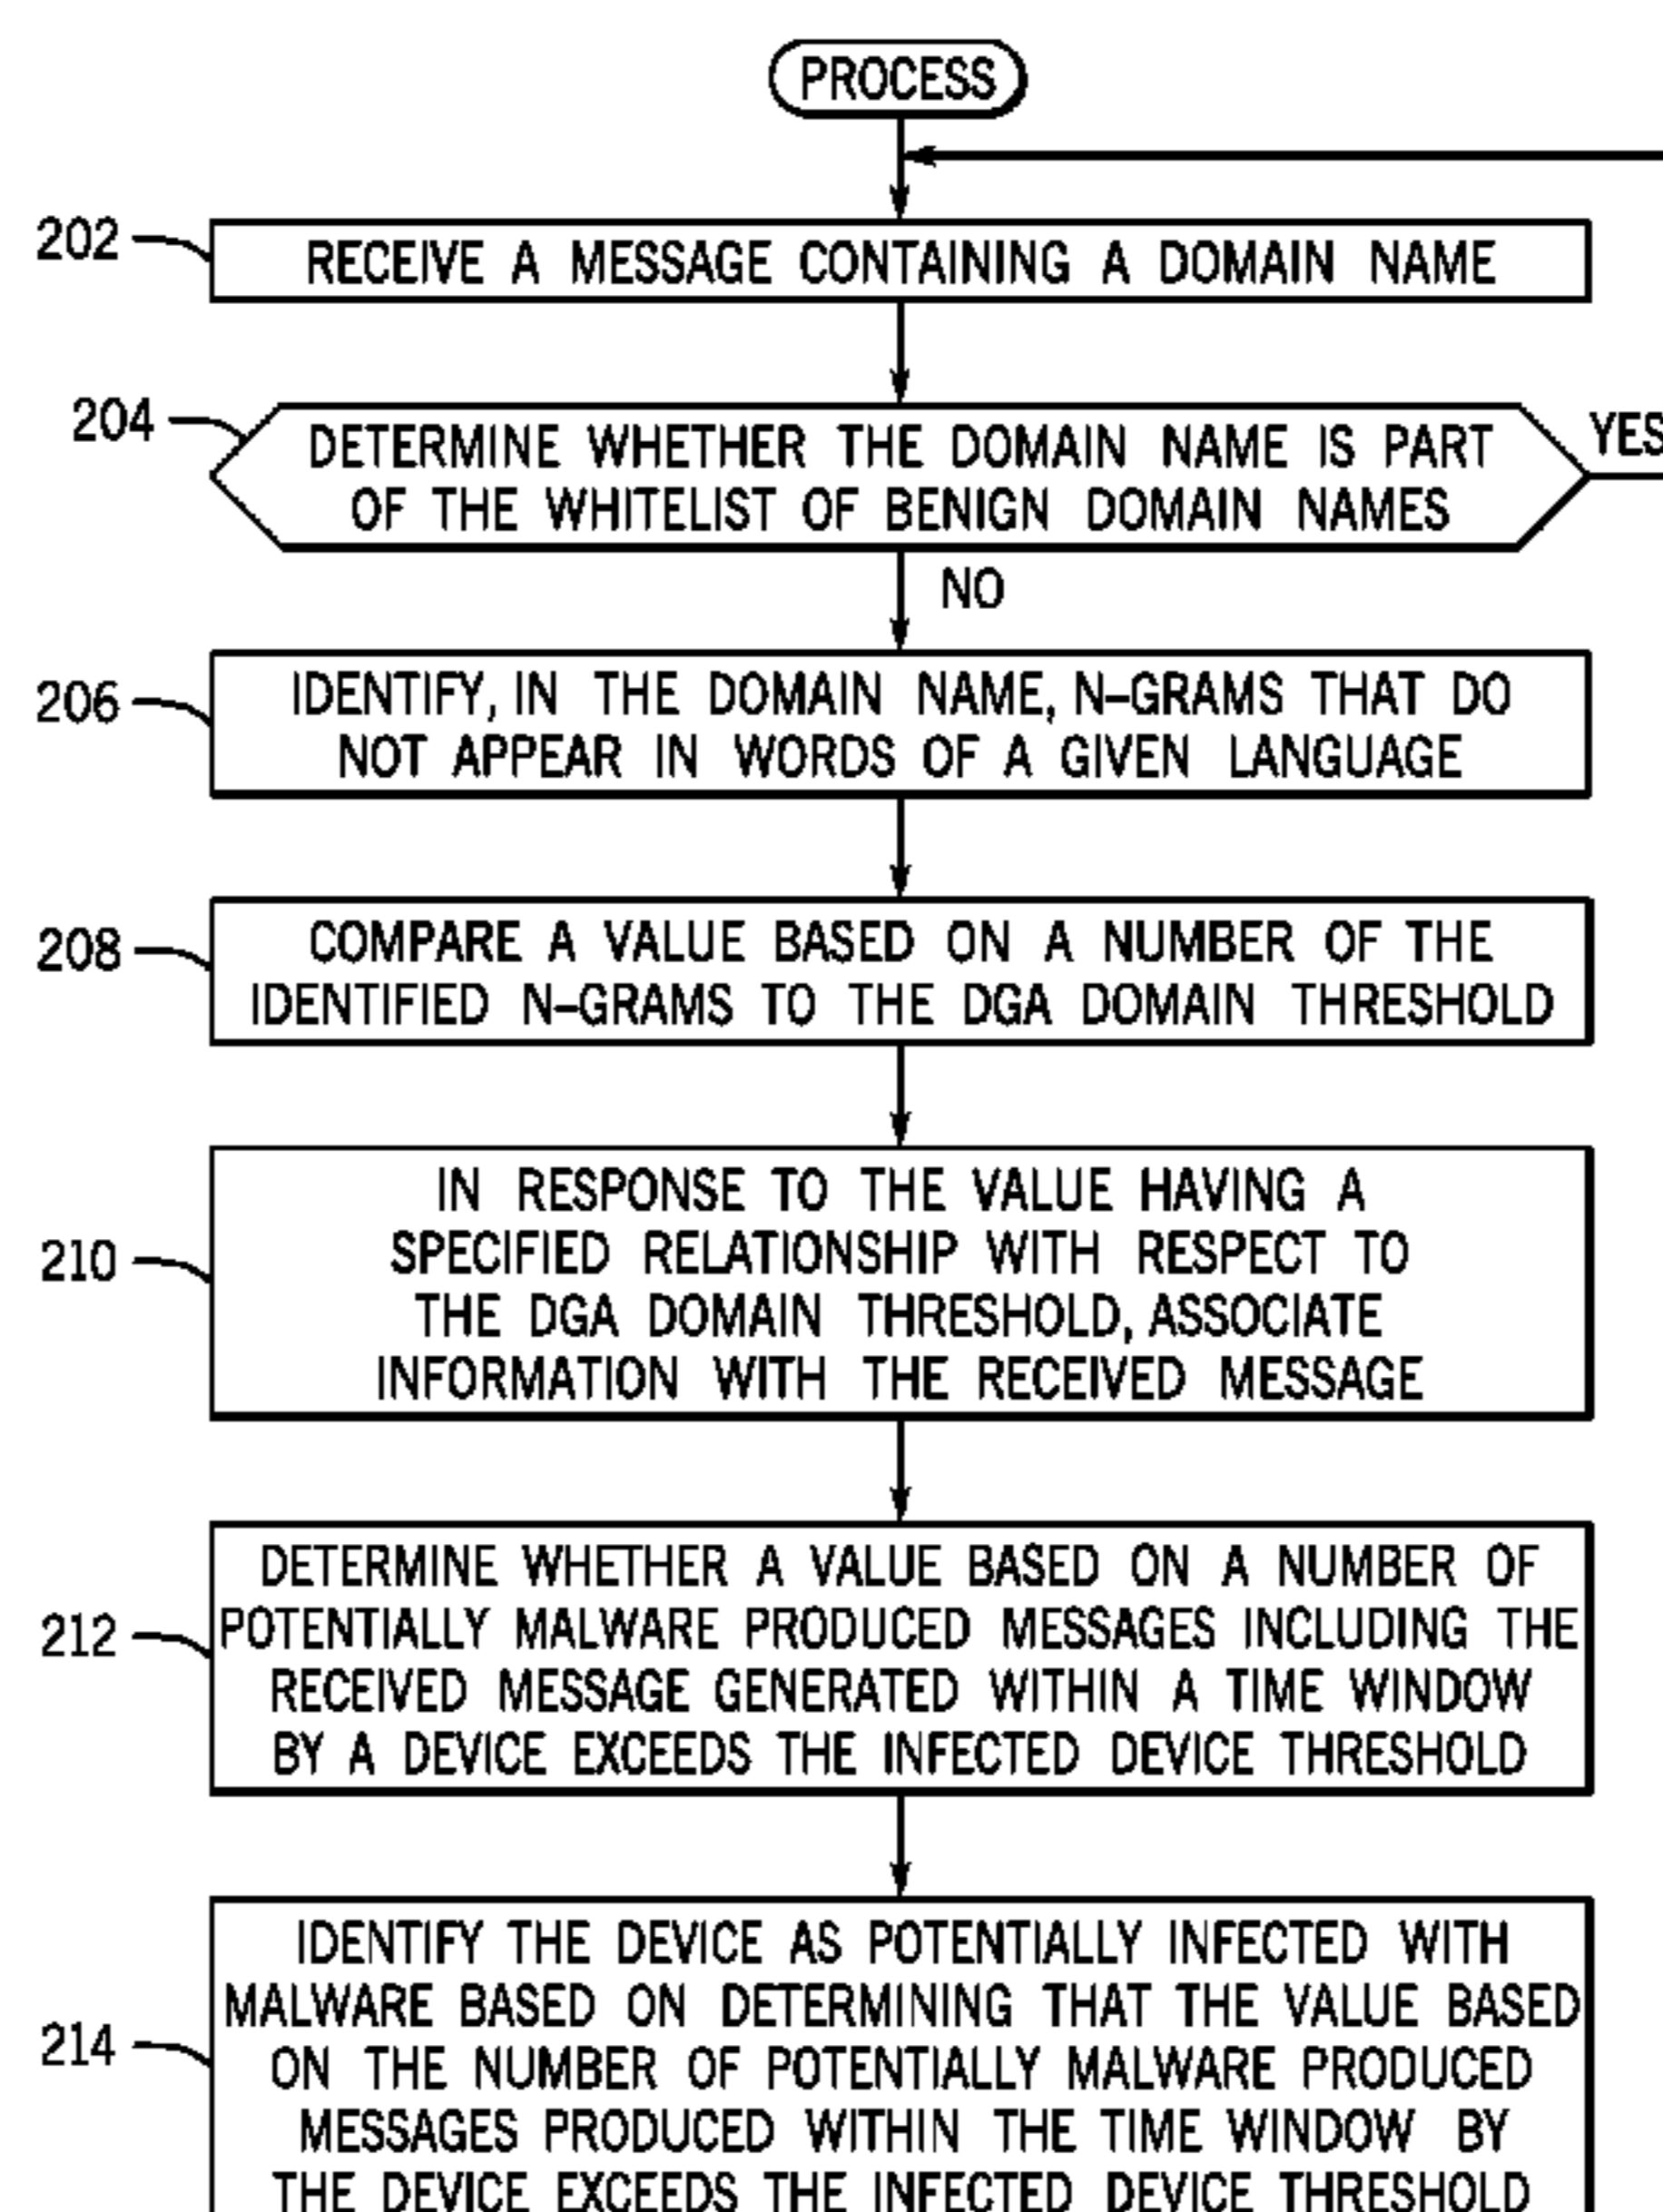 PROCESS
202
RECEIVE A MESSAGE CONTAINING A DOMAIN NAME
204
DETERMINE WHETHER THE DOMAIN NAME IS PART
OF THE WHITELIST OF BENIGN DOMAIN NAMES
YES
NO
206
IDENTIFY, IN THE DOMAIN NAME, N-GRAMS THAT DO
NOT APPEAR IN WORDS OF A GIVEN LANGUAGE
208
COMPARE A VALUE BASED ON A NUMBER OF THE
IDENTIFIED N-GRAMS TO THE DGA DOMAIN THRESHOLD
210
IN RESPONSE TO THE VALUE HAVING A
SPECIFIED RELATIONSHIP WITH RESPECT TO
THE DGA DOMAIN THRESHOLD, ASSOCIATE
INFORMATION WITH THE RECEIVED MESSAGE
212
DETERMINE WHETHER A VALUE BASED ON A NUMBER OF
POTENTIALLY MALWARE PRODUCED MESSAGES INCLUDING THE
RECEIVED MESSAGE GENERATED WITHIN A TIME WINDOW
BY A DEVICE EXCEEDS THE INFECTED DEVICE THRESHOLD
214
IDENTIFY THE DEVICE AS POTENTIALLY INFECTED WITH
MALWARE BASED ON DETERMINING THAT THE VALUE BASED
ON THE NUMBER OF POTENTIALLY MALWARE PRODUCED
MESSAGES PRODUCED WITHIN THE TIME WINDOW BY
THE DEVICE EXCEEDS THE INFECTED DEVICE THRESHOLD